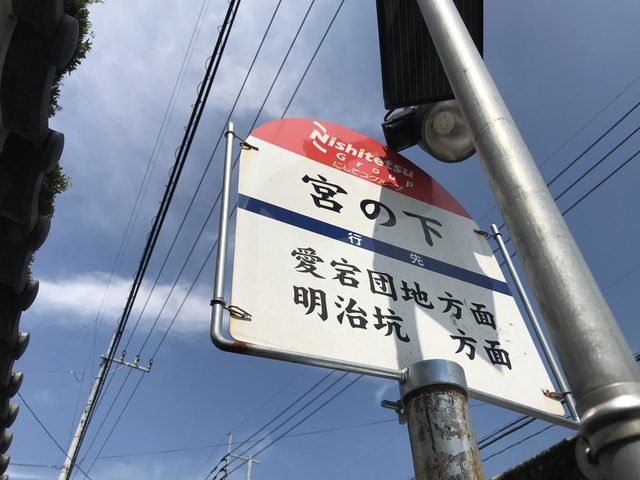 Nishitetsu
Group
にしてつグループ
宮の下
行先
愛宕団地方面
明治坑 方面